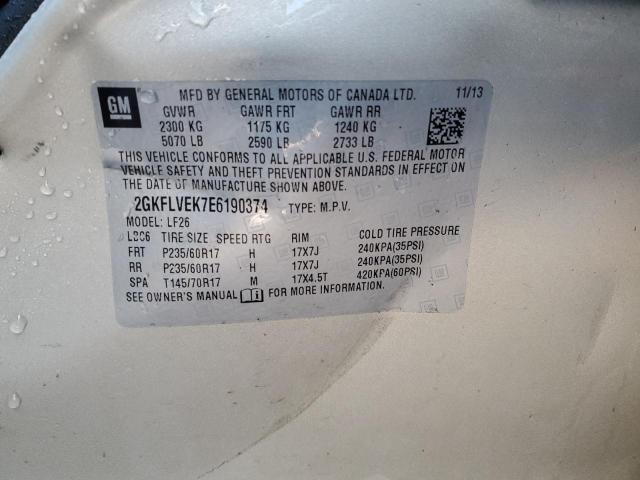 GM
MFD BY GENERAL MOTORS OF CANADA LTD. 11/13
GVWR GAWR FRT GAWR RR
2300 KG 1175 KG 1240 KG
5070 LB 2590 LB 2733 LB
THIS VEHICLE CONFORMS TO ALL APPLICABLE U.S. FEDERAL MOTOR
VEHICLE SAFETY AND THEFT PREVENTION STANDARDS IN EFFECT ON
THE DATE OF MANUFACTURE SHOWN ABOVE.
2GKFLVEK7E6190374 TYPE: M.P.V.
MODEL: LF26
TIRE SIZE SPEED RTG RIM COLD TIRE PRESSURE
FRT P235/60R17 H 17X7J 240KPA(35PSI)
RR P235/60R17 H 17X7J 240KPA(35PSI)
SPA T145/70R17 M 17X4.5T 420KPA(60PSI)
SEE OWNER'S MANUAL FOR MORE INFORMATION.